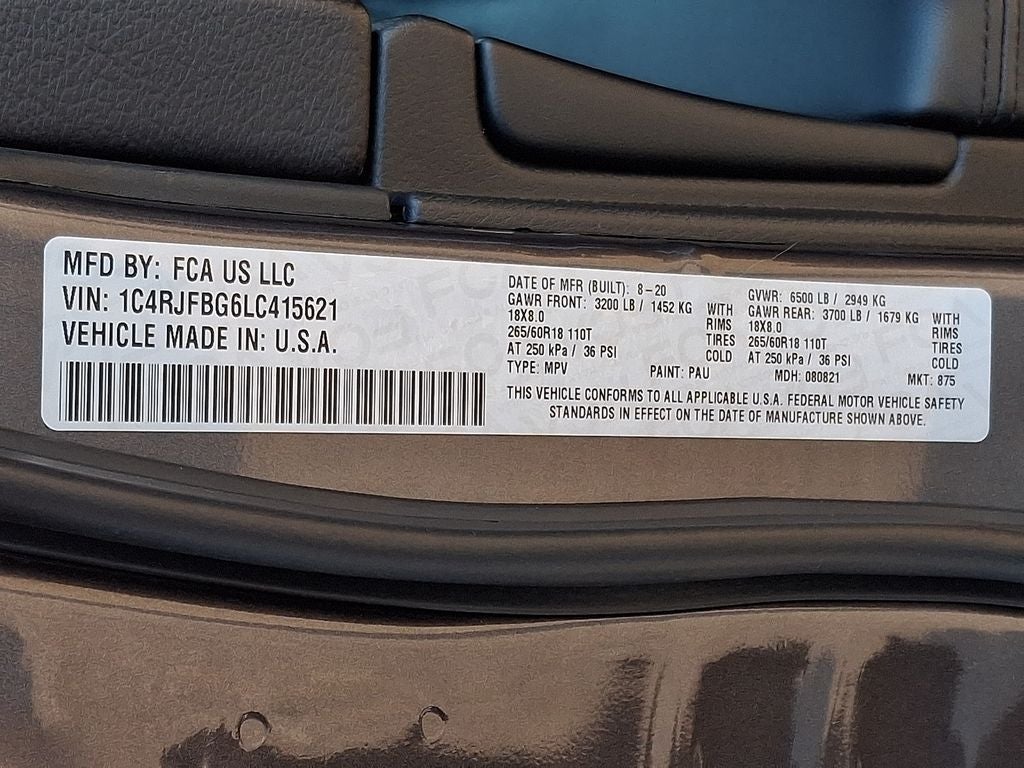 MFD BY: FCA US LLC
VIN: 1C4RJFBG6LC415621
VEHICLE MADE IN: U.S.A.
DATE OF MFR (BUILT): 8-20
GAWR FRONT: 3200 LB / 1452 KG WITH
18X8.0 RIMS
265/60R18 110T TIRES
AT 250 kPa / 36 PSI COLD
GVWR: 6500 LB / 2949 KG
GAWR REAR: 3700 LB / 1679 KG WITH
18X8.0 RIMS
265/60R18 110T TIRES
AT 250 kPa / 36 PSI COLD
TYPE: MPV PAINT: PAU MDH: 080821 MKT: 875
THIS VEHICLE CONFORMS TO ALL APPLICABLE U.S.A. FEDERAL MOTOR VEHICLE SAFETY
STANDARDS IN EFFECT ON THE DATE OF MANUFACTURE SHOWN ABOVE.